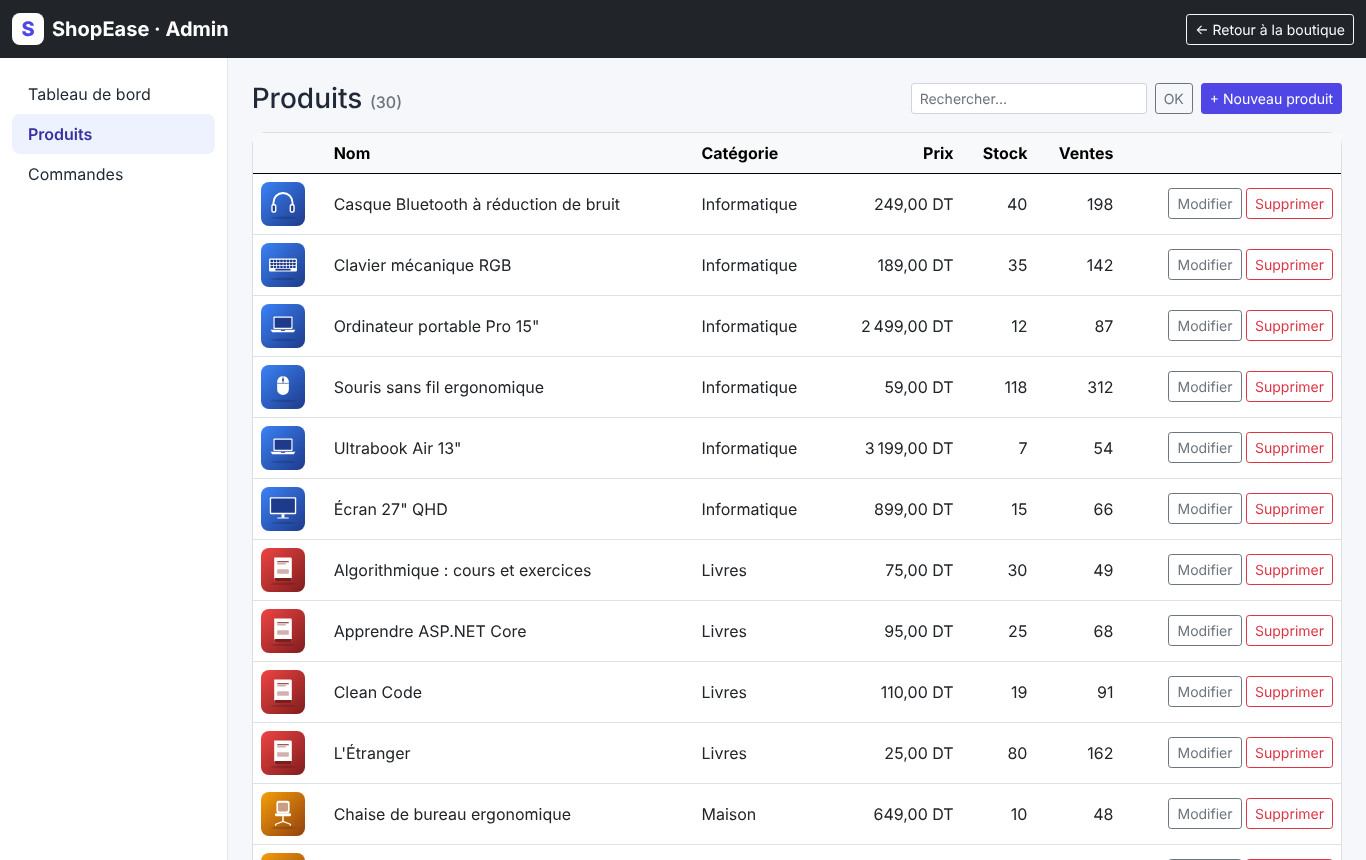 S ShopEase · Admin
← Retour à la boutique
Tableau de bord
Produits
Commandes
Produits (30)
Rechercher...
OK
+ Nouveau produit
Nom Catégorie Prix Stock Ventes
Casque Bluetooth à réduction de bruit Informatique 249,00 DT 40 198 Modifier Supprimer
Clavier mécanique RGB Informatique 189,00 DT 35 142 Modifier Supprimer
Ordinateur portable Pro 15" Informatique 2 499,00 DT 12 87 Modifier Supprimer
Souris sans fil ergonomique Informatique 59,00 DT 118 312 Modifier Supprimer
Ultrabook Air 13" Informatique 3 199,00 DT 7 54 Modifier Supprimer
Écran 27" QHD Informatique 899,00 DT 15 66 Modifier Supprimer
Algorithmique : cours et exercices Livres 75,00 DT 30 49 Modifier Supprimer
Apprendre ASP.NET Core Livres 95,00 DT 25 68 Modifier Supprimer
Clean Code Livres 110,00 DT 19 91 Modifier Supprimer
L'Étranger Livres 25,00 DT 80 162 Modifier Supprimer
Chaise de bureau ergonomique Maison 649,00 DT 10 48 Modifier Supprimer